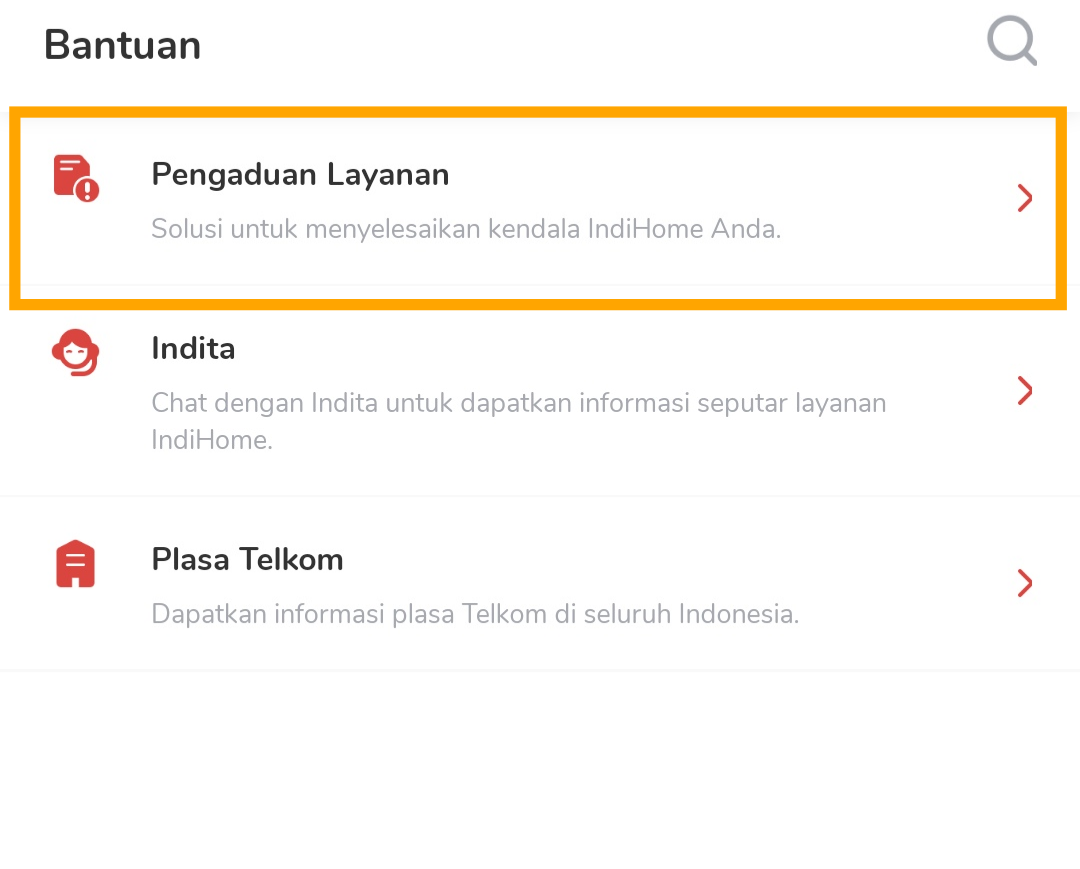 Bantuan
Pengaduan Layanan
Solusi untuk menyelesaikan kendala IndiHome Anda.
Indita
Chat dengan Indita untuk dapatkan informasi seputar layanan
IndiHome.
Plasa Telkom
Dapatkan informasi plasa Telkom di seluruh Indonesia.